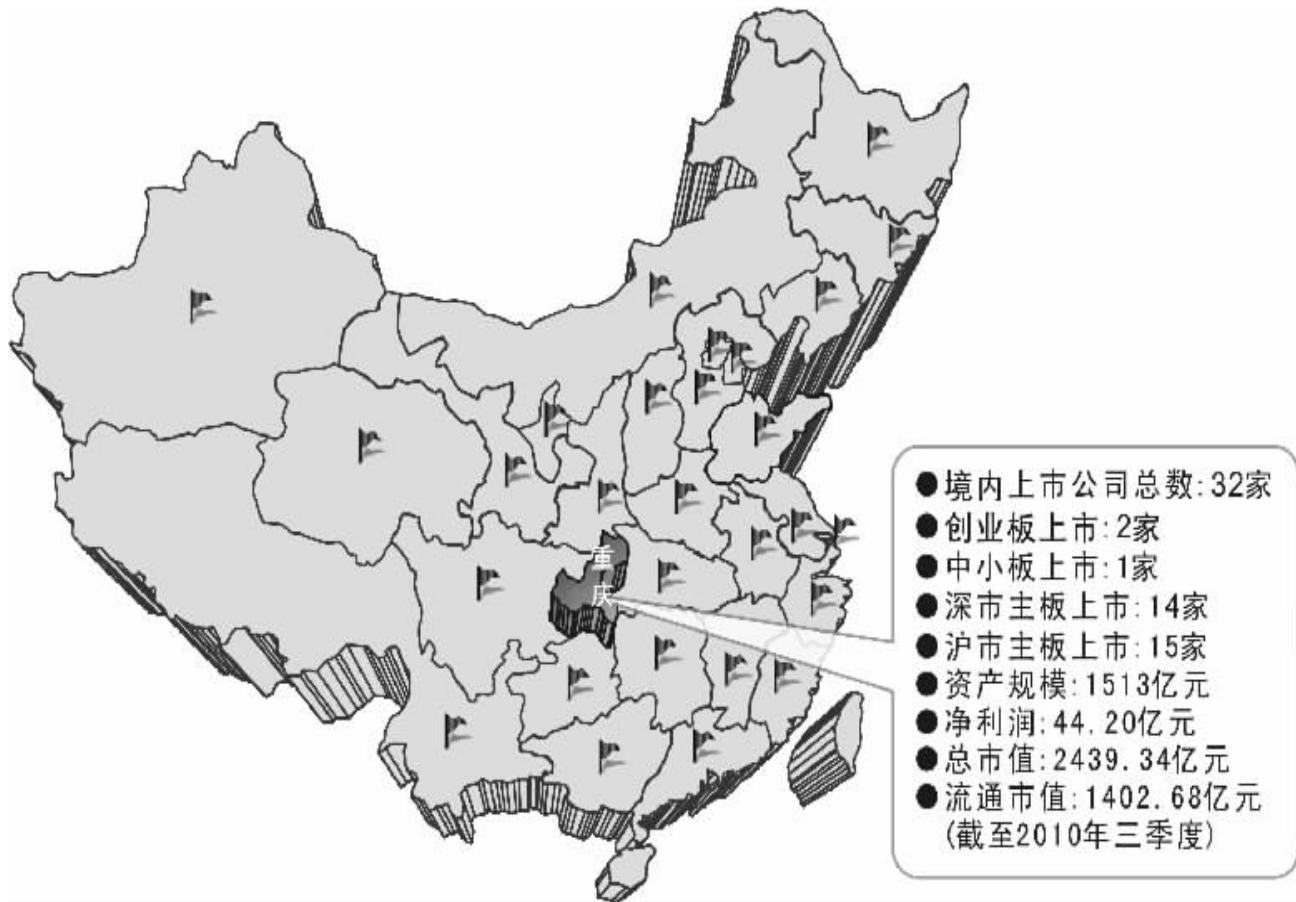 重
庆
●境内上市公司总数:32家
●创业板上市:2家
●中小板上市:1家
●深市主板上市:14家
●沪市主板上市:15家
●资产规模:1513亿元
●净利润:44.20亿元
●总市值:2439.34亿元
●流通市值:1402.68亿元
(截至2010年三季度)